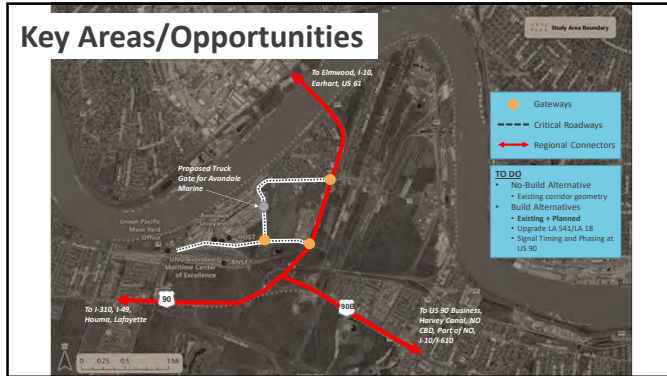 Key Areas/Opportunities
Study Area Boundary
To Elmwood, I-10,
Earhart, US 61
Gateways
Critical Roadways
Regional Connectors
Proposed Truck
Gate for Avondale
Marine
TO DO
• No-Build Alternative
• Existing corridor geometry
• Build Alternatives
• Existing + Planned
• Upgrade LA 541/LA 18
• Signal Timing and Phasing at
US 90
Union Pacific
Main Yard
Office
Avondale
Shipyard
HOST
UNO Avondale
Maritime Center
of Excellence
BNSF
90
90B
To I-310, I-49,
Houma, Lafayette
To US 90 Business,
Harvey Canal, NO
CBD, Port of NO,
I-10/I-610
0 0.25 0.5 1 Mi